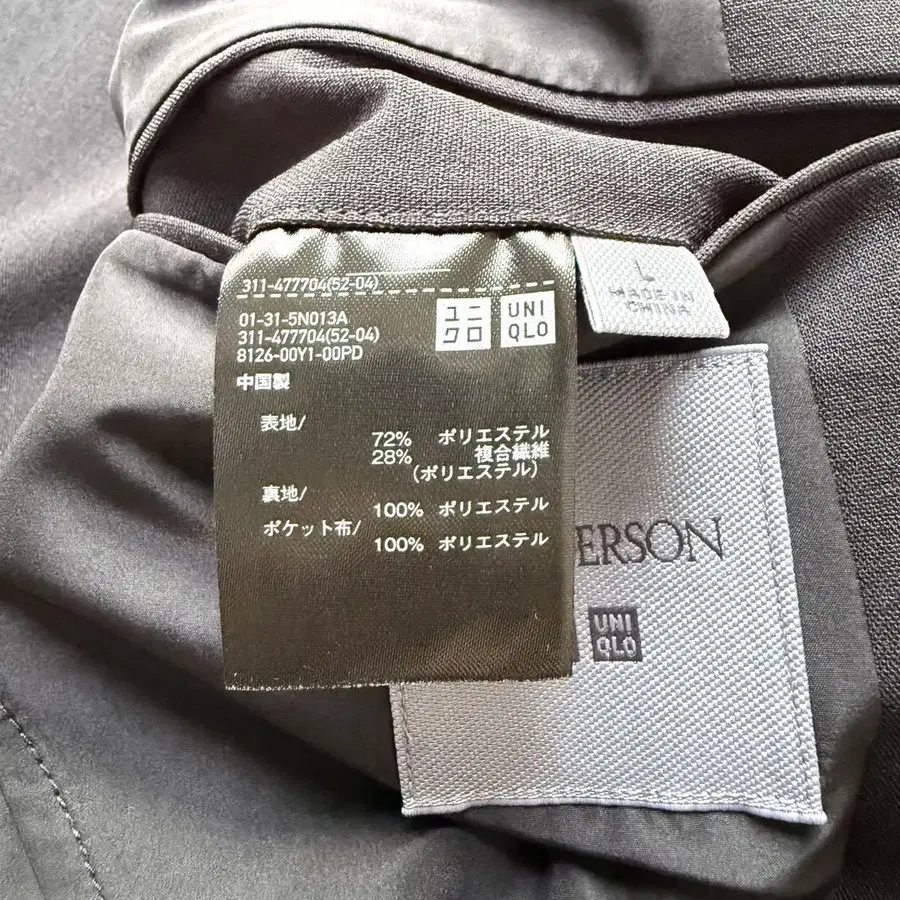 311-477704(52-04)
01-31-5N013A
311-477704(52-04)
8126-00Y1-00PD
中国製
ユニ
クロ
UNI
QLO
表地/
72% ポリエステル
28% 複合繊維
(ポリエステル)
裏地/
100% ポリエステル
ポケット布/
100% ポリエステル
L
MADE IN
CHINA
ERSON
UNI
QLO